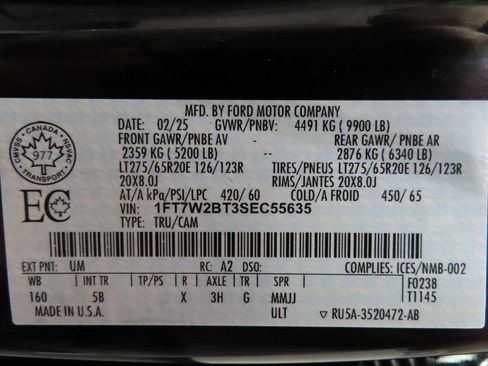 MFD. BY FORD MOTOR COMPANY
DATE: 02/25 GVWR/PNBV: 4491 KG ( 9900 LB)
FRONT GAWR/PNBE AV REAR GAWR/ PNBE AR
2359 KG ( 5200 LB) 2876 KG ( 6340 LB)
LT275/65R20E 126/123R TIRES/PNEUS LT275/65R20E 126/123R
20X8.0J RIMS/JANTES 20X8.0J
AT/A kPa/PSI/LPC 420/ 60 COLD/A FROID 450/ 65
VIN: 1FT7W2BT3SEC55635
TYPE: TRU/CAM
CANADA
CMVSS NSVAC
977
T
TRANSPORT
EC
EXT PNT: UM RC: A2 DSO: COMPLIES: ICES/NMB-002
WB INT TR TP/PS R AXLE TR SPR F0238
160 5B X 3H G MMJJ T1145
MADE IN U.S.A. ULT ▽ RU5A-3520472-AB